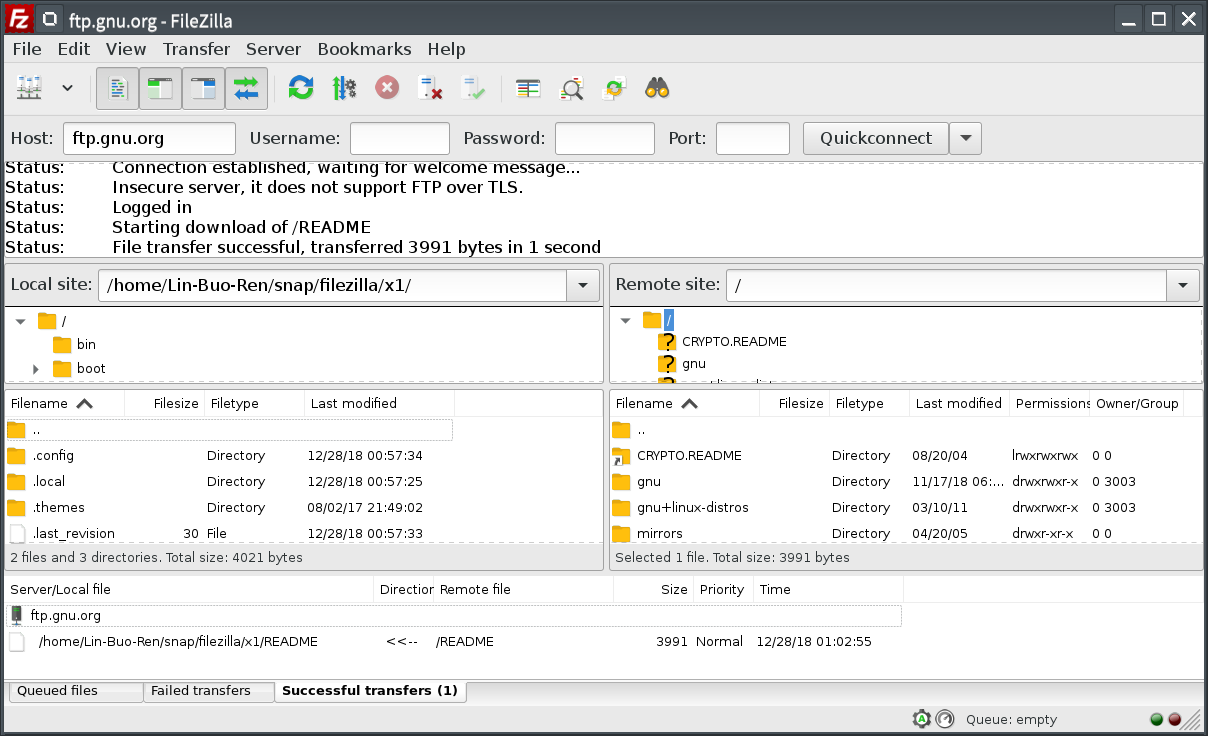 ftp.gnu.org - FileZilla
File Edit View Transfer Server Bookmarks Help
Host: ftp.gnu.org Username: Password: Port: Quickconnect
Status: Connection established, waiting for welcome message...
Status: Insecure server, it does not support FTP over TLS.
Status: Logged in
Status: Starting download of /README
Status: File transfer successful, transferred 3991 bytes in 1 second
Local site: /home/Lin-Buo-Ren/snap/filezilla/x1/
/
bin
boot
Remote site: /
/
CRYPTO.README
gnu
Filename Filesize Filetype Last modified
..
.config Directory 12/28/18 00:57:34
.local Directory 12/28/18 00:57:25
.themes Directory 08/02/17 21:49:02
.last_revision 30 File 12/28/18 00:57:33
2 files and 3 directories. Total size: 4021 bytes
Filename Filesize Filetype Last modified Permissions Owner/Group
..
CRYPTO.README Directory 08/20/04 lrwxrwxrwx 0 0
gnu Directory 11/17/18 06:... drwxrwxr-x 0 3003
gnu+linux-distros Directory 03/10/11 drwxrwxr-x 0 3003
mirrors Directory 04/20/05 drwxr-xr-x 0 0
Selected 1 file. Total size: 3991 bytes
Server/Local file Direction Remote file Size Priority Time
ftp.gnu.org
/home/Lin-Buo-Ren/snap/filezilla/x1/README <<-- /README 3991 Normal 12/28/18 01:02:55
Queued files Failed transfers Successful transfers (1)
Queue: empty